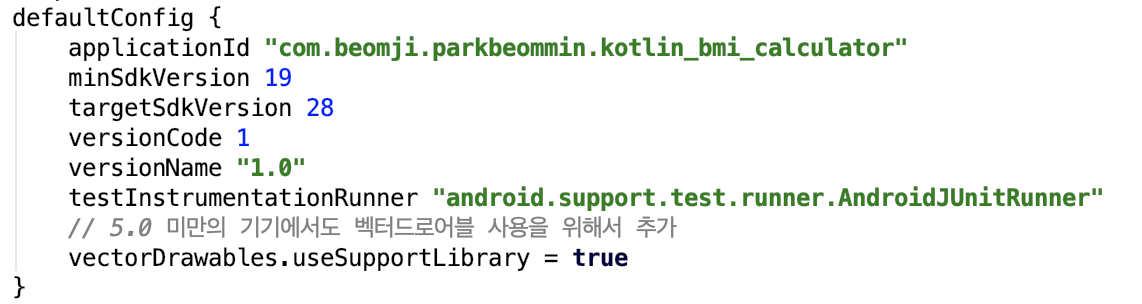 defaultConfig {
    applicationId "com.beomji.parkbeommin.kotlin_bmi_calculator"
    minSdkVersion 19
    targetSdkVersion 28
    versionCode 1
    versionName "1.0"
    testInstrumentationRunner "android.support.test.runner.AndroidJUnitRunner"
    // 5.0 미만의 기기에서도 벡터드로어블 사용을 위해서 추가
    vectorDrawables.useSupportLibrary = true
}